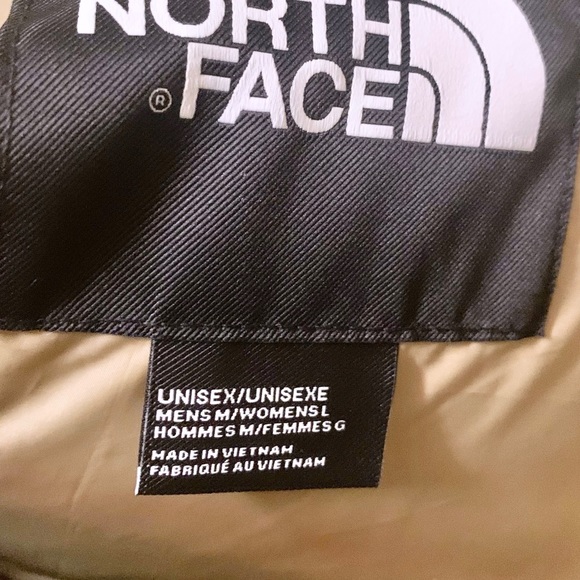 NORTH
FACE
®
UNISEX/UNISEXE
MENS M/WOMENS L
HOMMES M/FEMMES G
MADE IN VIETNAM
FABRIQUÉ AU VIETNAM